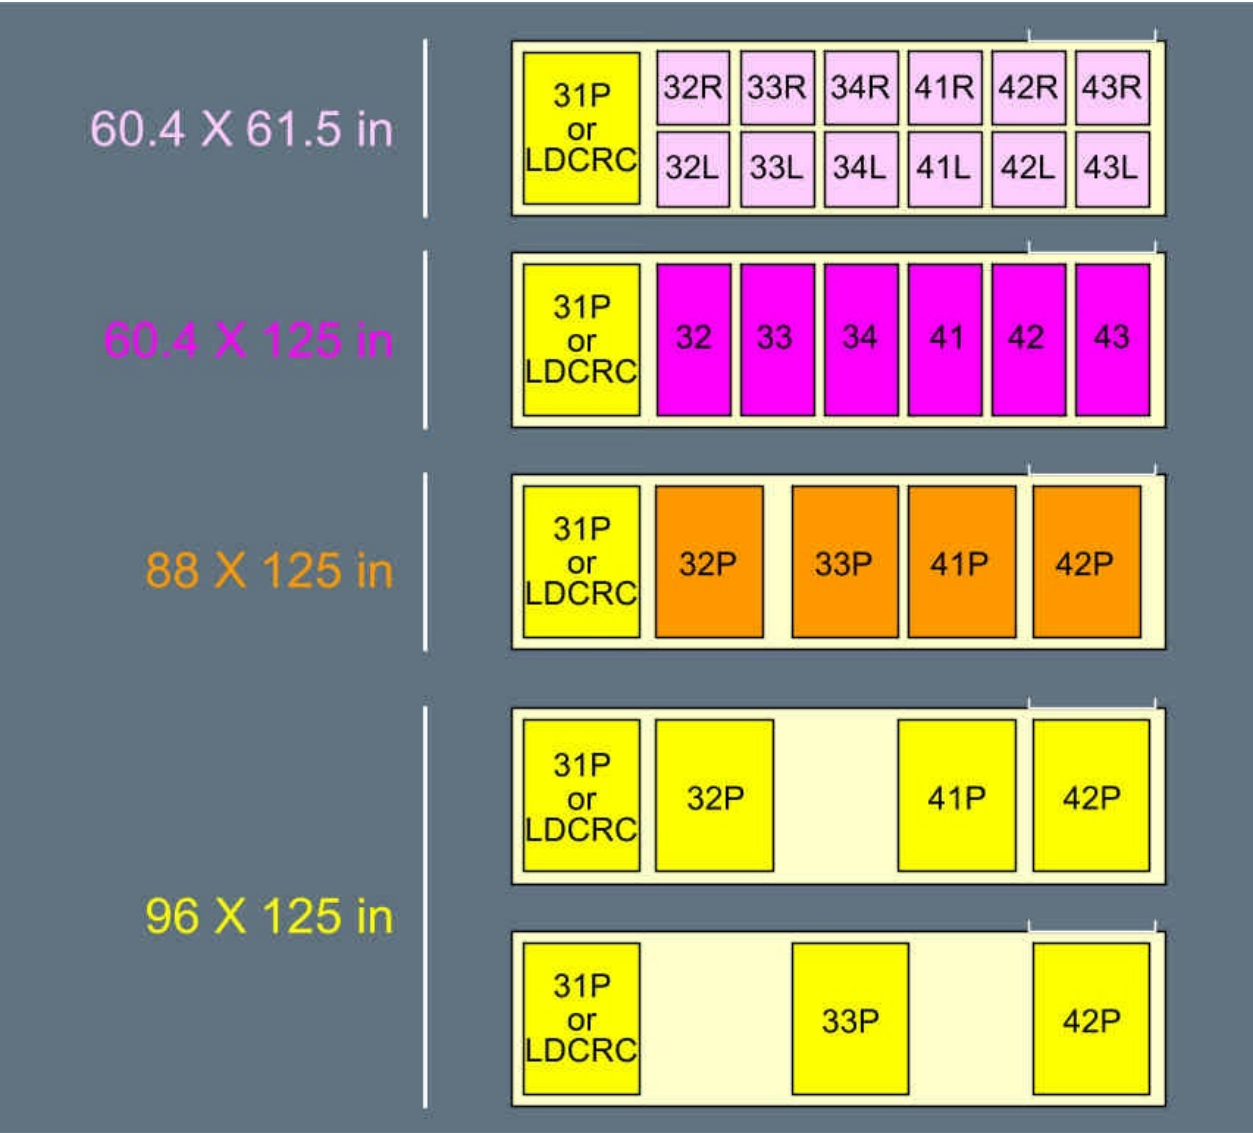 60.4 X 61.5 in
31P
or
LDCRC
32R 33R 34R 41R 42R 43R
32L 33L 34L 41L 42L 43L
60.4 X 125 in
31P
or
LDCRC
32 33 34 41 42 43
88 X 125 in
31P
or
LDCRC
32P 33P 41P 42P
96 X 125 in
31P
or
LDCRC
32P 41P 42P
31P
or
LDCRC
33P 42P